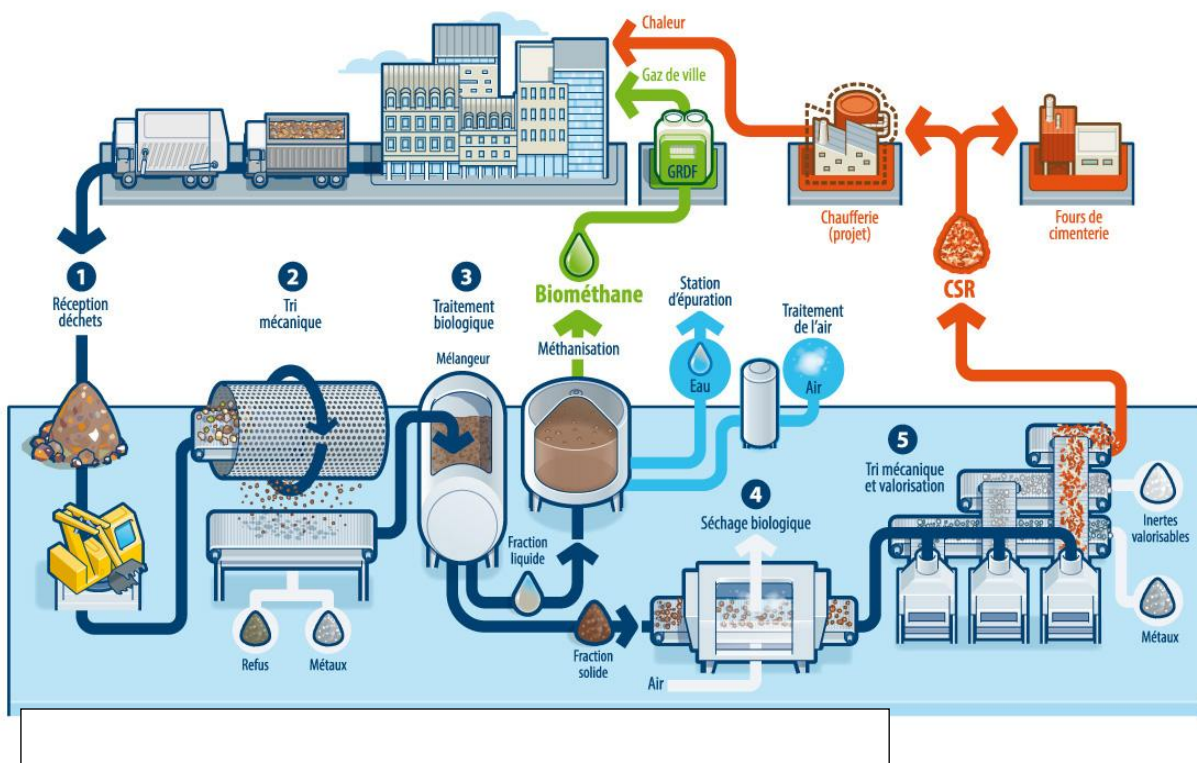 Chaleur
Gaz de ville
GRDF
Chaufferie
(projet)
Fours de
cimenterie
1
Réception
déchets
2
Tri
mécanique
3
Traitement
biologique
Mélangeur
Biométhane
Méthanisation
Station
d'épuration
Eau
Traitement
de l'air
Air
CSR
5
Tri mécanique
et valorisation
4
Séchage biologique
Inertes
valorisables
Métaux
Fraction
liquide
Fraction
solide
Air
Refus
Métaux